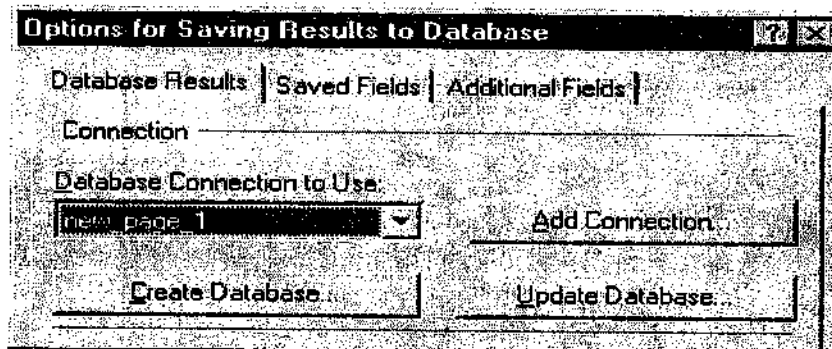 Options for Saving Results to Database
Database Results Saved Fields Additional Fields
Connection
Database Connection to Use:
new_page_1
Add Connection...
Create Database... Update Database...